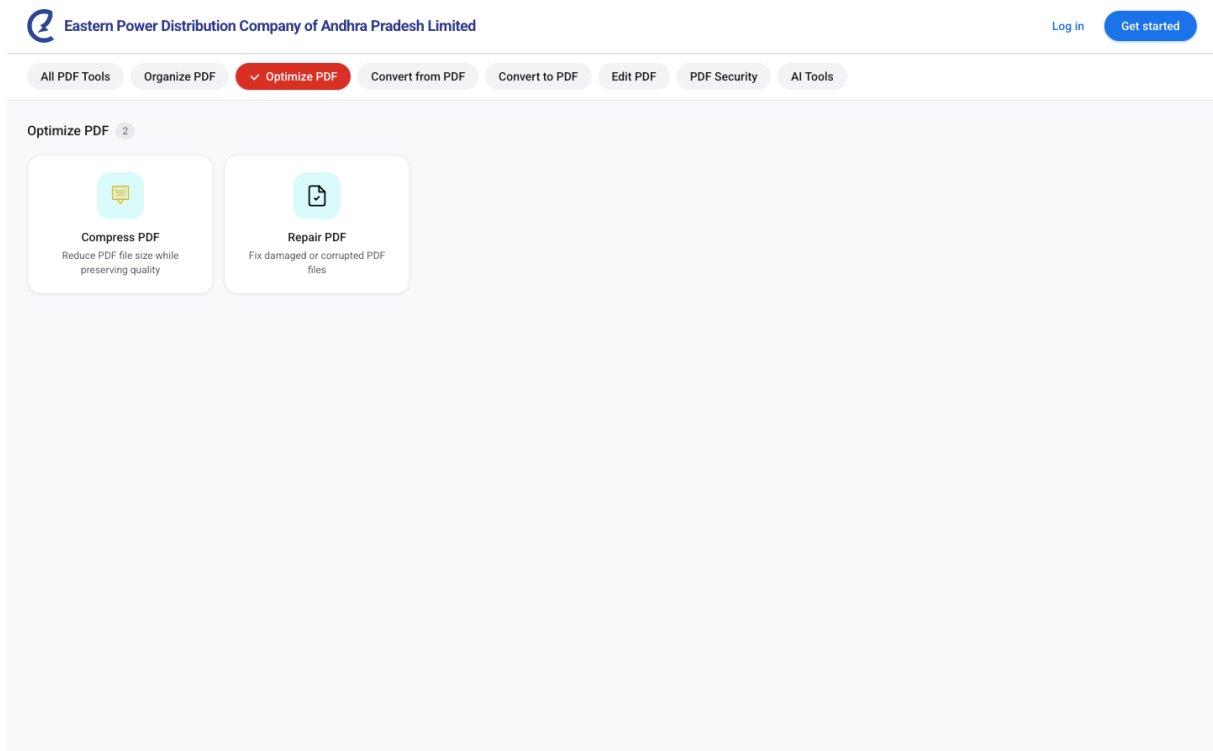 Eastern Power Distribution Company of Andhra Pradesh Limited
Log in
Get started
All PDF Tools
Organize PDF
Optimize PDF
Convert from PDF
Convert to PDF
Edit PDF
PDF Security
AI Tools
Optimize PDF 2
Compress PDF
Reduce PDF file size while
preserving quality
Repair PDF
Fix damaged or corrupted PDF
files